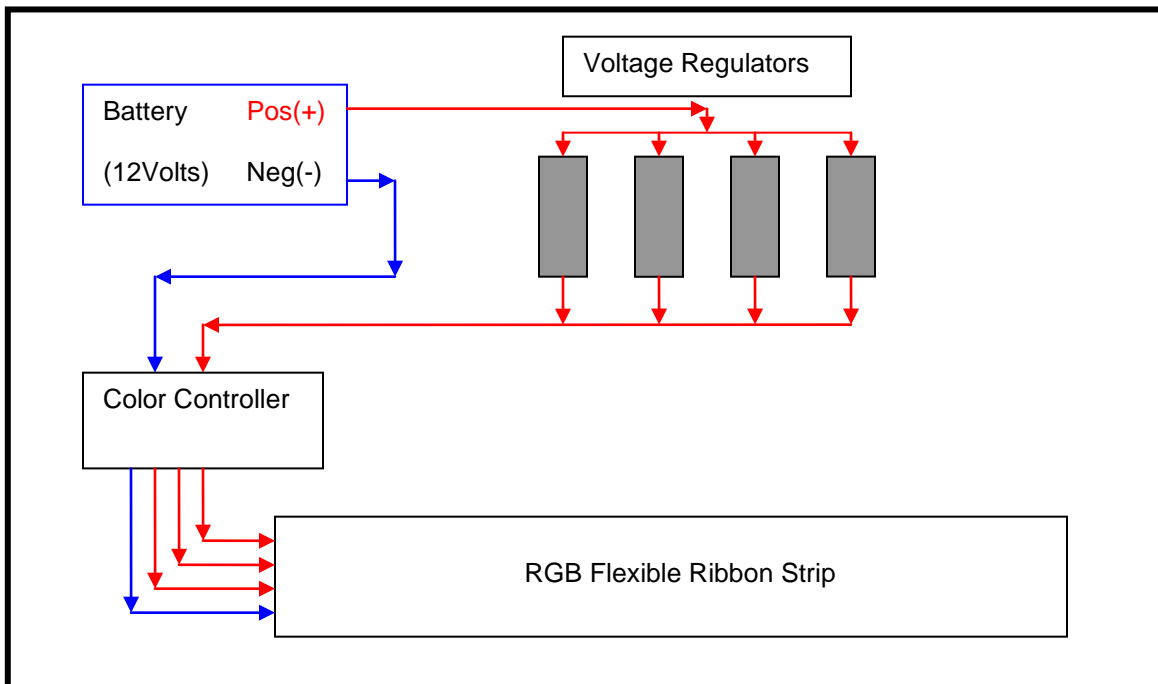 Voltage Regulators
Battery Pos(+)
(12Volts) Neg(-)
Color Controller
RGB Flexible Ribbon Strip